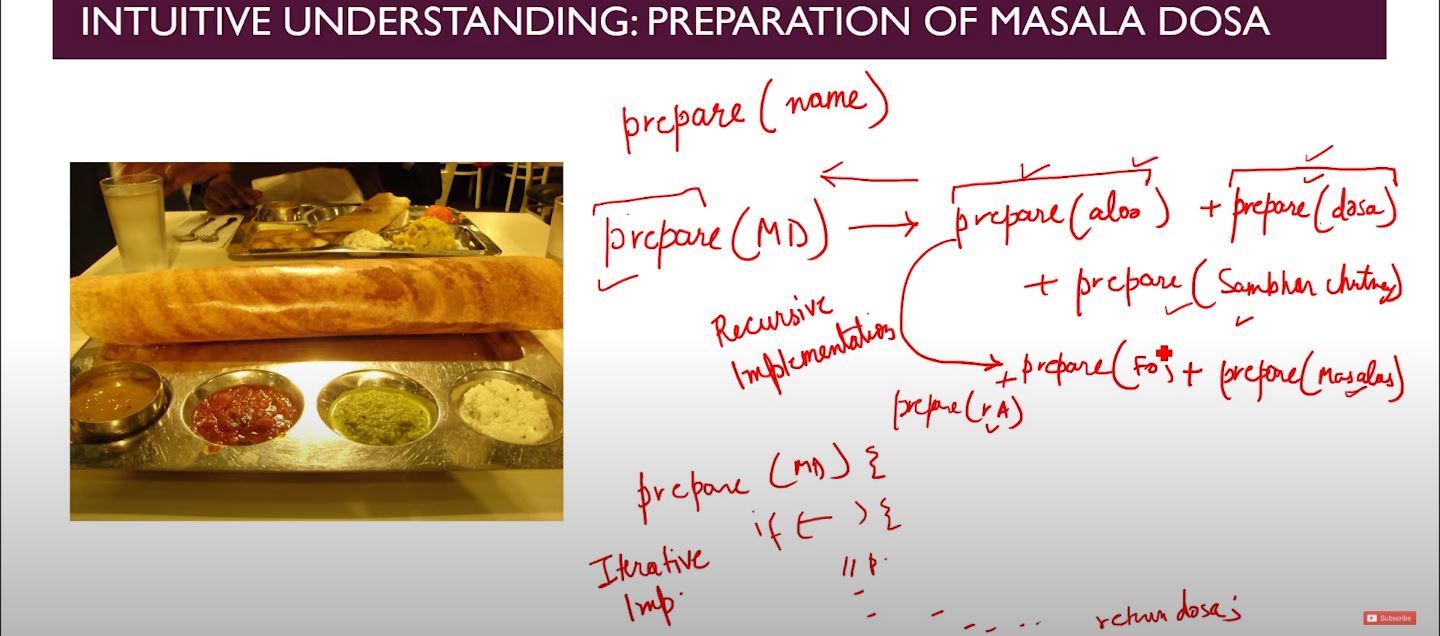 INTUITIVE UNDERSTANDING: PREPARATION OF MASALA DOSA
prepare (name)
prepare (MD) → prepare (aloo) + prepare (dosa)
+ prepare (Sambhar chutney)
Recursive
Implementation
+ prepare ( + prepare (Masalas)
prepare (rA)
prepare (MD) {
if ( — ) {
Iterative
Imp.
// p.
return dosa;
Subscribe